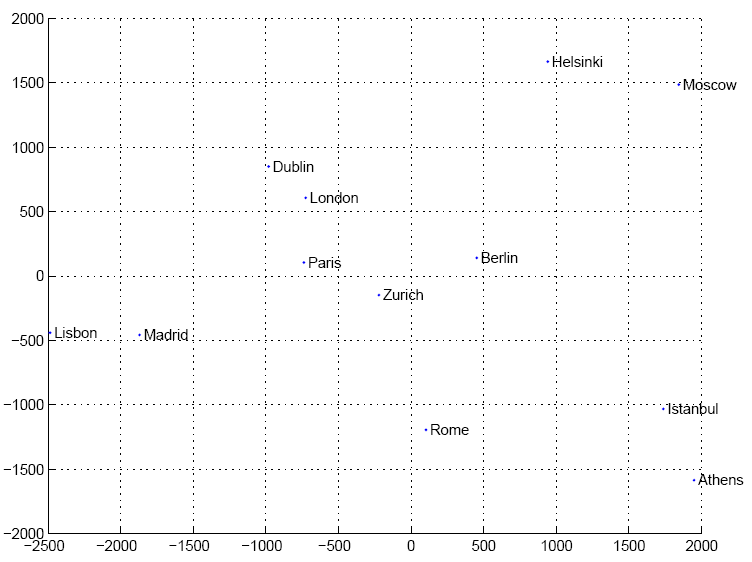 2000
Helsinki
1500
Moscow
1000
Dublin
London
500
Paris
Berlin
0
Zurich
Lisbon
Madrid
−500
−1000
Istanbul
Rome
−1500
Athens
−2000
−2500 −2000 −1500 −1000 −500 0 500 1000 1500 2000